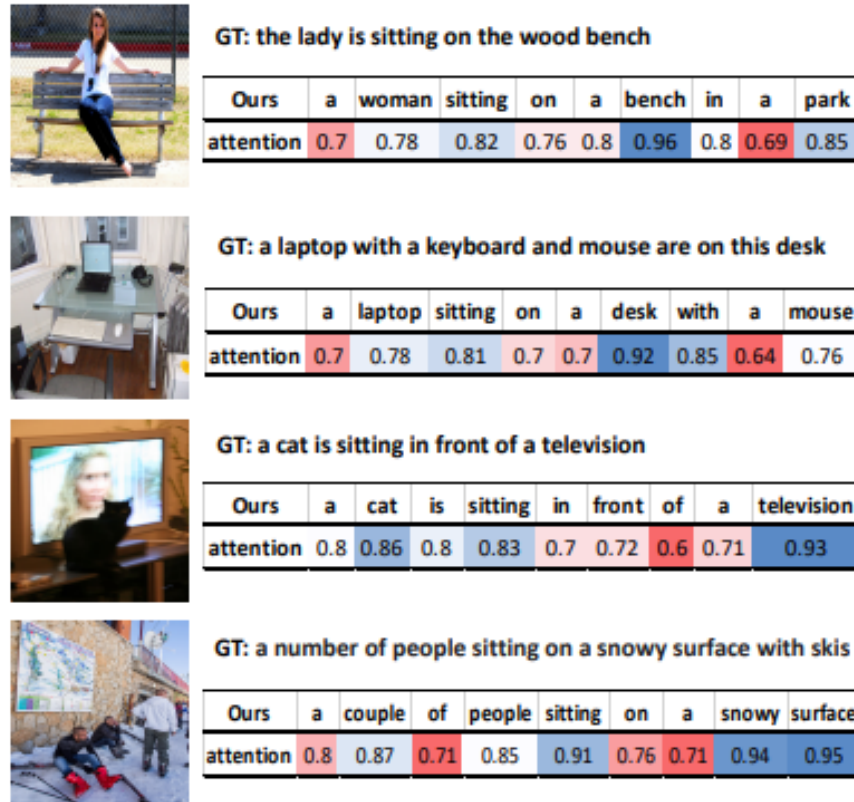 GT: the lady is sitting on the wood bench
Ours a woman sitting on a bench in a park
attention 0.7 0.78 0.82 0.76 0.8 0.96 0.8 0.69 0.85
GT: a laptop with a keyboard and mouse are on this desk
Ours a laptop sitting on a desk with a mouse
attention 0.7 0.78 0.81 0.7 0.7 0.92 0.85 0.64 0.76
GT: a cat is sitting in front of a television
Ours a cat is sitting in front of a television
attention 0.8 0.86 0.8 0.83 0.7 0.72 0.6 0.71 0.93
GT: a number of people sitting on a snowy surface with skis
Ours a couple of people sitting on a snowy surface
attention 0.8 0.87 0.71 0.85 0.91 0.76 0.71 0.94 0.95